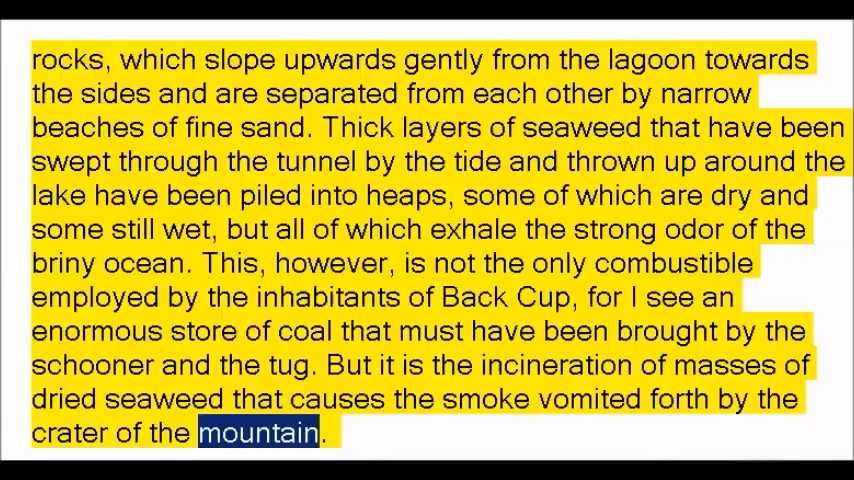 rocks, which slope upwards gently from the lagoon towards
the sides and are separated from each other by narrow
beaches of fine sand. Thick layers of seaweed that have been
swept through the tunnel by the tide and thrown up around the
lake have been piled into heaps, some of which are dry and
some still wet, but all of which exhale the strong odor of the
briny ocean. This, however, is not the only combustible
employed by the inhabitants of Back Cup, for I see an
enormous store of coal that must have been brought by the
schooner and the tug. But it is the incineration of masses of
dried seaweed that causes the smoke vomited forth by the
crater of the mountain.